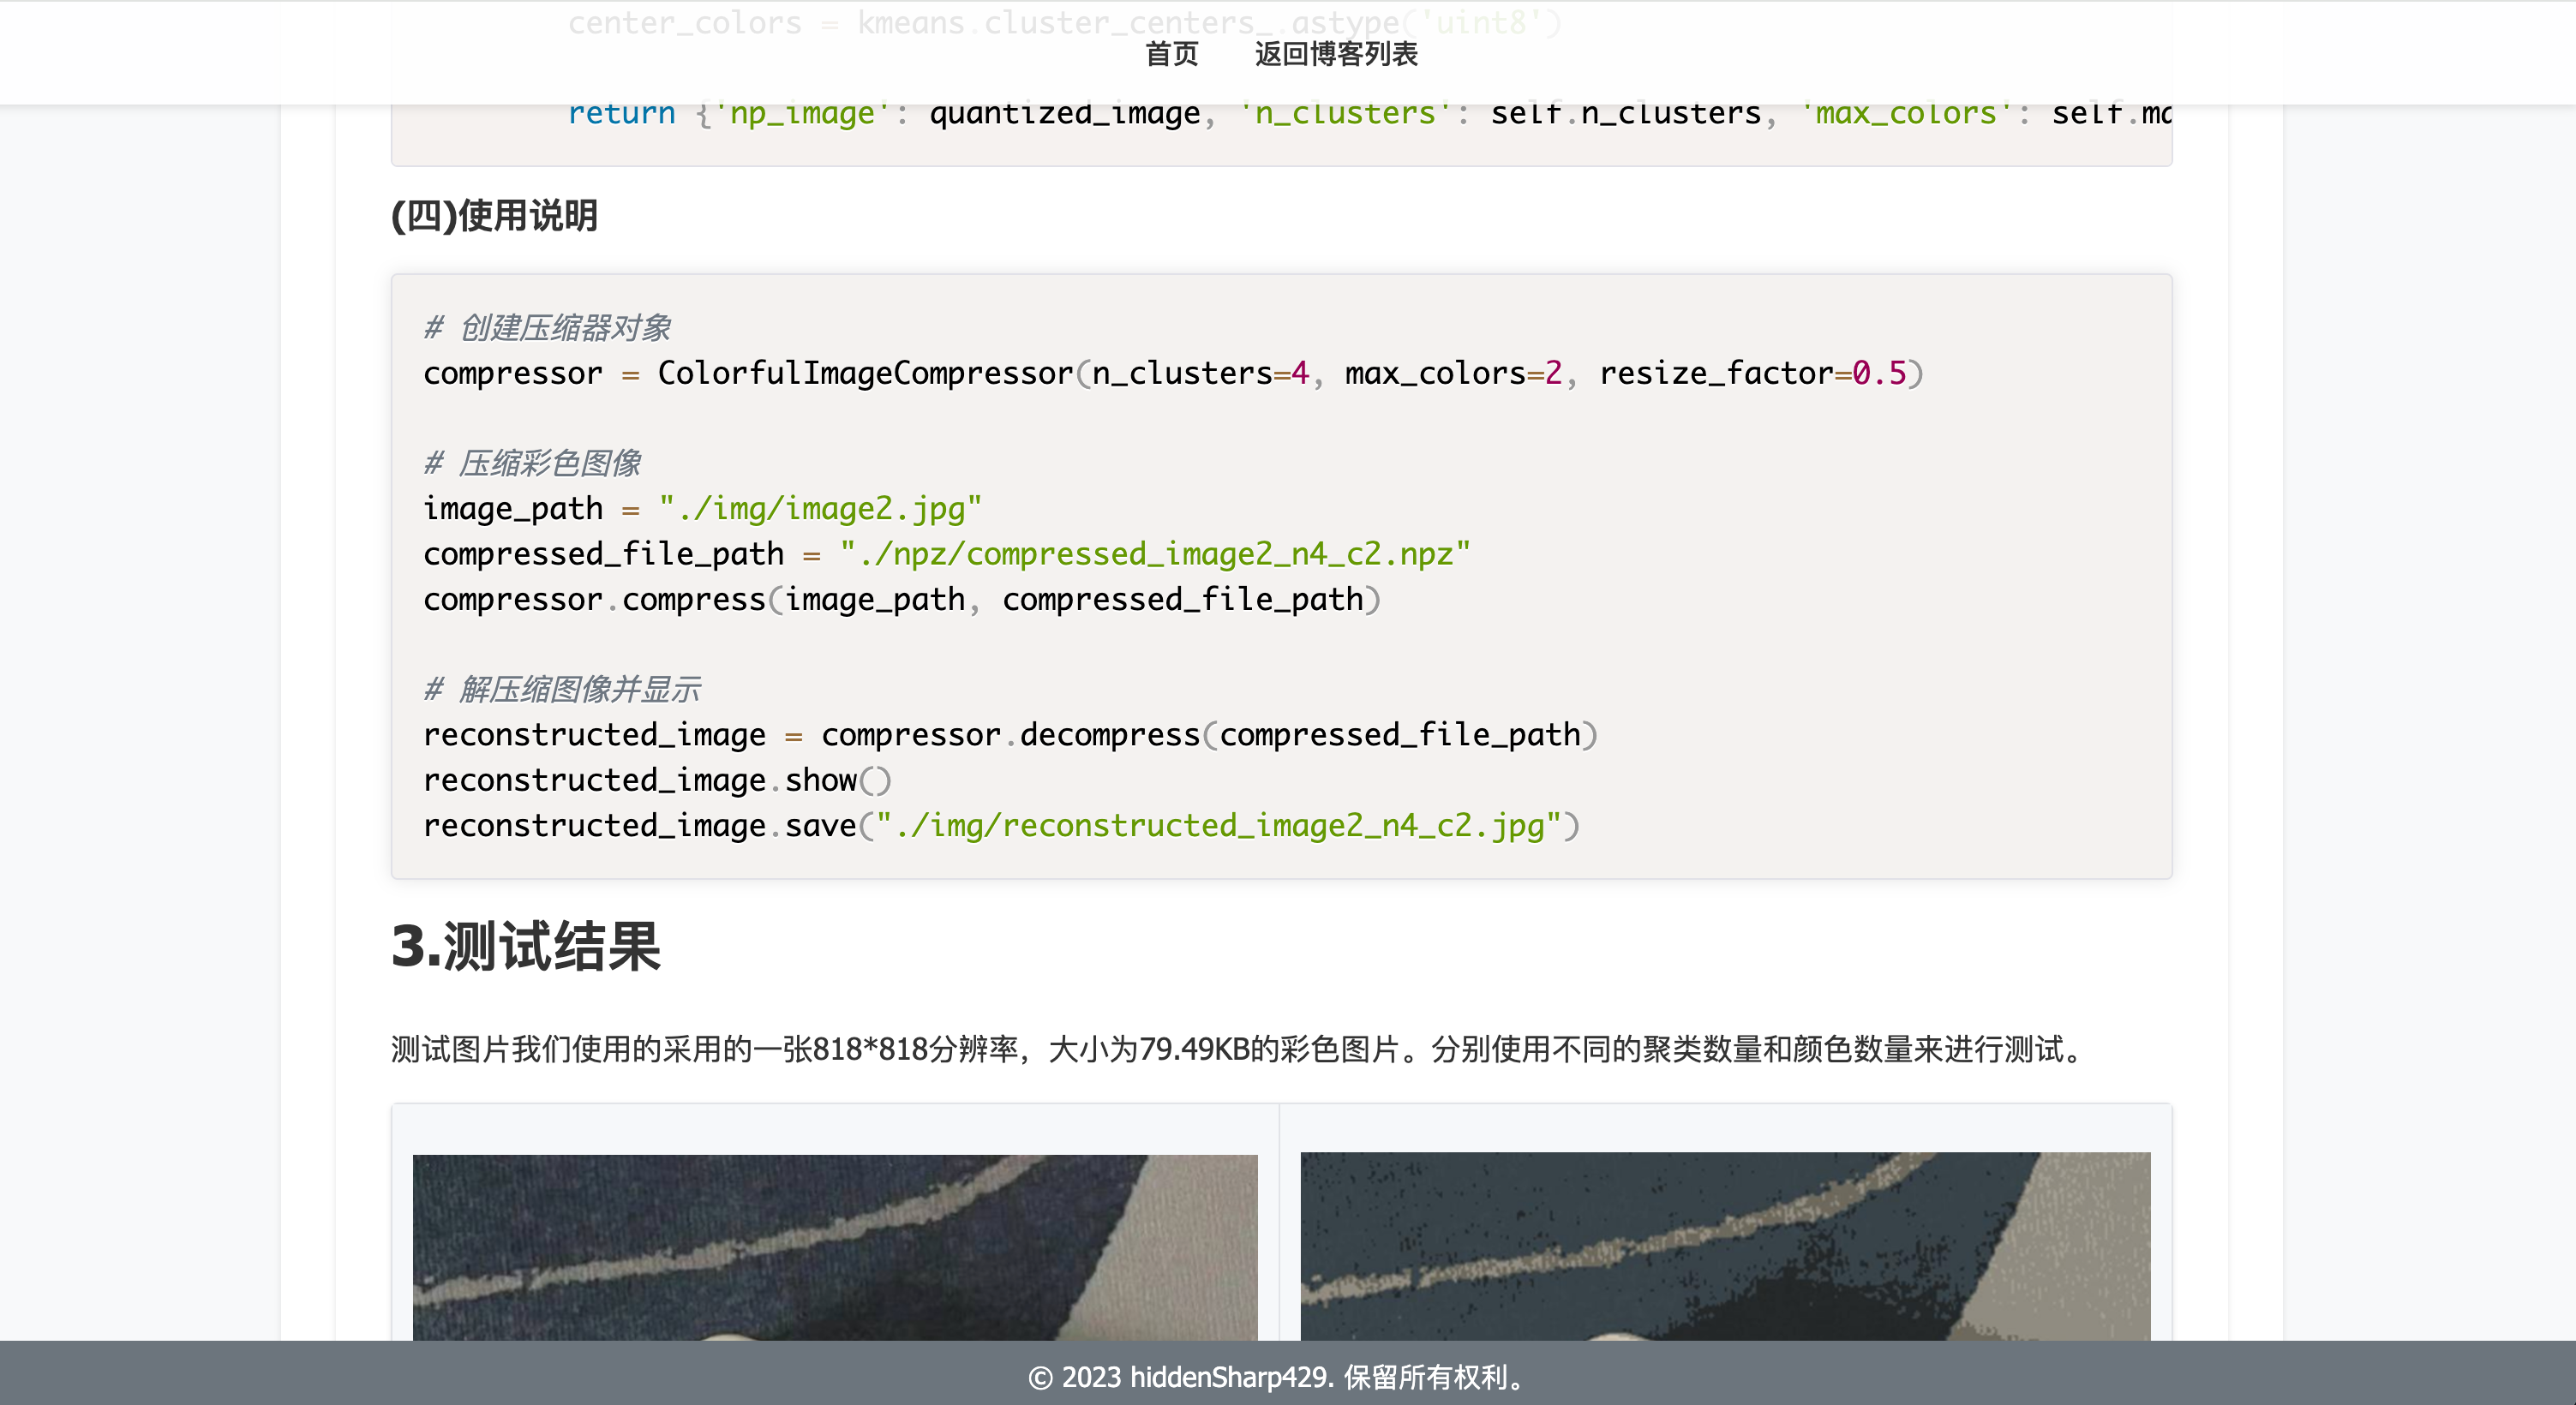 center_colors = kmeans.cluster_centers_.astype('uint8')
首页 返回博客列表
return {'np_image': quantized_image, 'n_clusters': self.n_clusters, 'max_colors': self.ma
(四)使用说明
# 创建压缩器对象
compressor = ColorfulImageCompressor(n_clusters=4, max_colors=2, resize_factor=0.5)
# 压缩彩色图像
image_path = "./img/image2.jpg"
compressed_file_path = "./npz/compressed_image2_n4_c2.npz"
compressor.compress(image_path, compressed_file_path)
# 解压缩图像并显示
reconstructed_image = compressor.decompress(compressed_file_path)
reconstructed_image.show()
reconstructed_image.save("./img/reconstructed_image2_n4_c2.jpg")
3.测试结果
测试图片我们使用的采用的一张818*818分辨率，大小为79.49KB的彩色图片。分别使用不同的聚类数量和颜色数量来进行测试。
© 2023 hiddenSharp429. 保留所有权利。